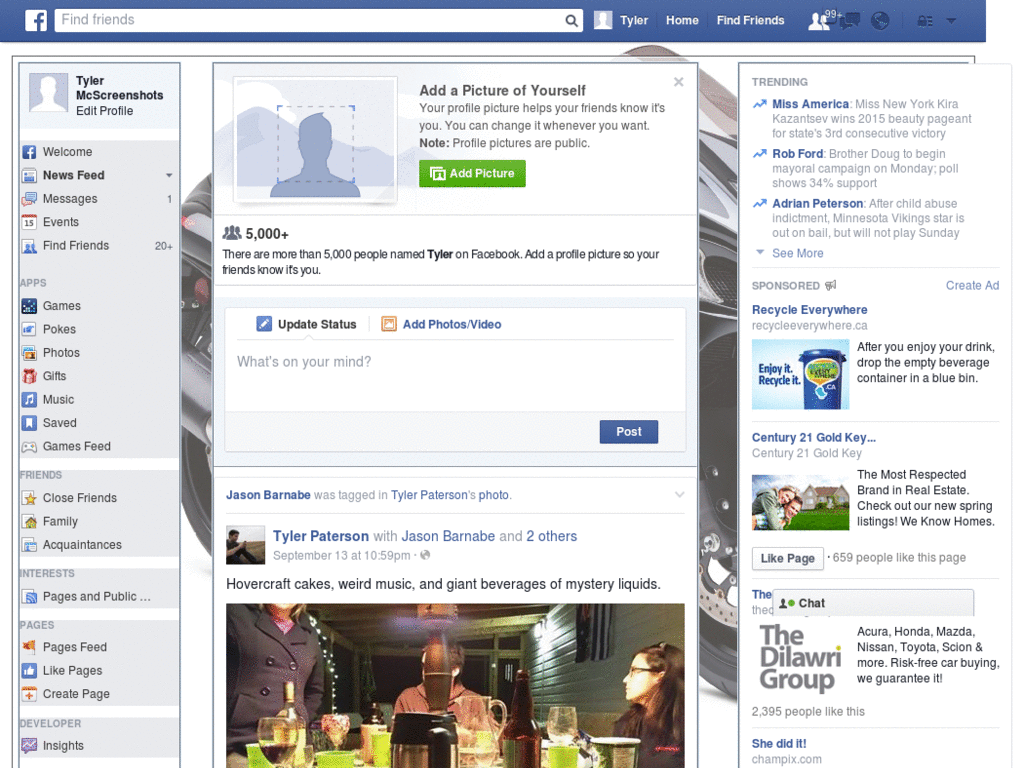 Find friends
Tyler
Home
Find Friends
99+
Tyler
McScreenshots
Edit Profile
Welcome
News Feed
Messages 1
Events
Find Friends 20+
APPS
Games
Pokes
Photos
Gifts
Music
Saved
Games Feed
FRIENDS
Close Friends
Family
Acquaintances
INTERESTS
Pages and Public ...
PAGES
Pages Feed
Like Pages
Create Page
DEVELOPER
Insights
Add a Picture of Yourself
Your profile picture helps your friends know it's
you. You can change it whenever you want.
Note: Profile pictures are public.
Add Picture
5,000+
There are more than 5,000 people named Tyler on Facebook. Add a profile picture so your
friends know it's you.
Update Status
Add Photos/Video
What's on your mind?
Post
Jason Barnabe was tagged in Tyler Paterson's photo.
Tyler Paterson with Jason Barnabe and 2 others
September 13 at 10:59pm ·
Hovercraft cakes, weird music, and giant beverages of mystery liquids.
TRENDING
Miss America: Miss New York Kira
Kazantsev wins 2015 beauty pageant
for state's 3rd consecutive victory
Rob Ford: Brother Doug to begin
mayoral campaign on Monday; poll
shows 34% support
Adrian Peterson: After child abuse
indictment, Minnesota Vikings star is
out on bail, but will not play Sunday
See More
SPONSORED
Create Ad
Recycle Everywhere
recycleeverywhere.ca
Enjoy it.
Recycle it.
.CA
After you enjoy your drink,
drop the empty beverage
container in a blue bin.
Century 21 Gold Key...
Century 21 Gold Key
The Most Respected
Brand in Real Estate.
Check out our new spring
listings! We Know Homes.
Like Page · 659 people like this page
The
Chat
The
Dilawri
Group
Acura, Honda, Mazda,
Nissan, Toyota, Scion &
more. Risk-free car buying,
we guarantee it!
2,395 people like this
She did it!
champix.com